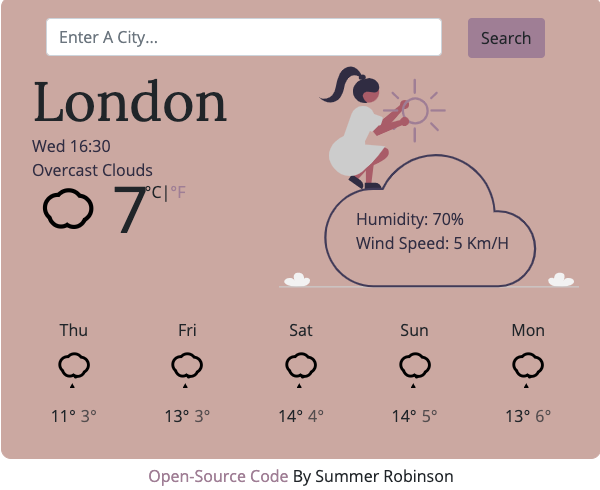 Enter A City...
Search
London
Wed 16:30
Overcast Clouds
7°C|°F
Humidity: 70%
Wind Speed: 5 Km/H
Thu Fri Sat Sun Mon
11° 3° 13° 3° 14° 4° 14° 5° 13° 6°
Open-Source Code By Summer Robinson